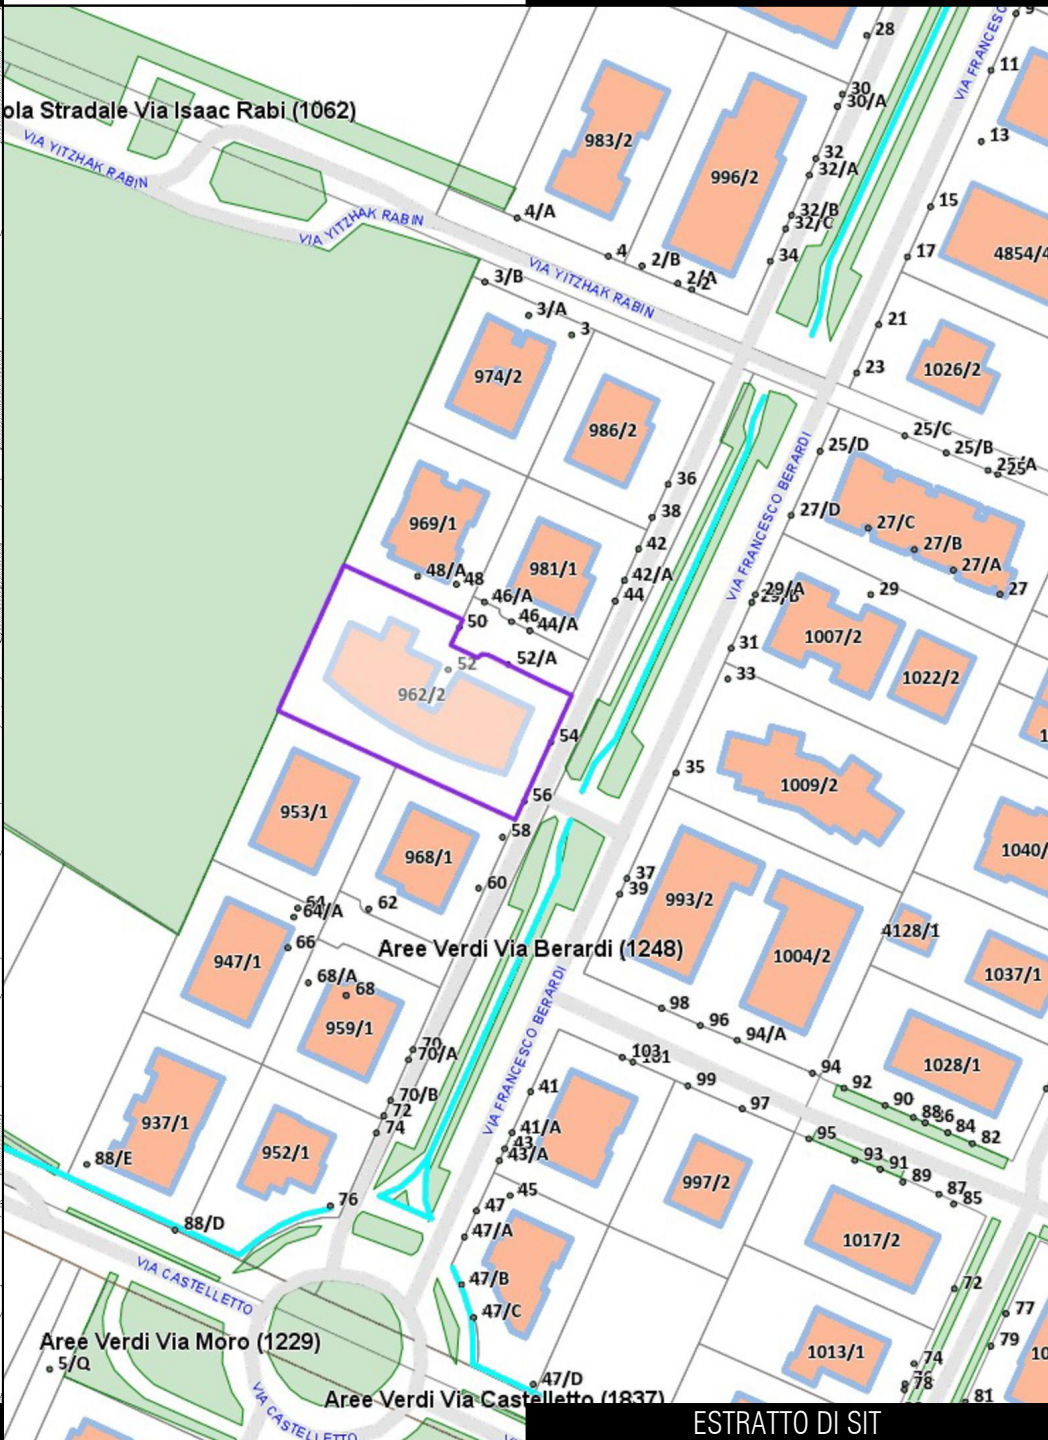 28
VIA FRANCESC
9
11
30
30/A
ola Stradale Via Isaac Rabi (1062)
13
VIA YITZHAK RABIN
983/2
32
32/A
996/2
15
32/B
32/C
4/A
VIA YITZHAK RABIN
4
17
4854/4
34
2/B
2/A
2
3/B
VIA YITZHAK RABIN
3/A
3
21
23
1026/2
974/2
986/2
25/C
25/D
25/B
25/A
25
36
VIA FRANCESCO BERARDI
38
27/D
27/C
969/1
42
27/B
27/A
981/1
48/A
48
42/A
29/A
29/B
29
27
44
46/A
46
44/A
50
1007/2
31
52
52/A
33
1022/2
962/2
54
35
1009/2
56
953/1
58
968/1
1040/
37
39
60
993/2
64
64/A
62
4128/1
66
Aree Verdi Via Berardi (1248)
1004/2
947/1
1037/1
68/A
68
VIA FRANCESCO BERARDI
98
959/1
96
94/A
70
70/A
103
101
94
1028/1
99
92
41
70/B
72
97
90
88
86
84
82
937/1
74
41/A
43
43/A
95
952/1
93
91
88/E
89
997/2
45
87
85
76
47
88/D
47/A
1017/2
VIA CASTELLETTO
47/B
72
47/C
77
Aree Verdi Via Moro (1229)
79
1013/1
5/Q
74
76
78
47/D
81
Aree Verdi Via Castelletto (1837)
VIA CASTELLETTO
ESTRATTO DI SIT